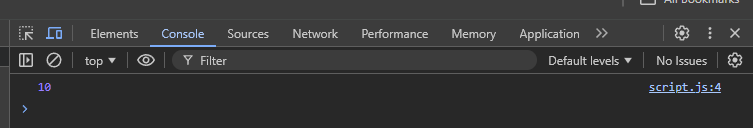 All Bookmarks
Elements Console Sources Network Performance Memory Application
top Filter Default levels No Issues
10 script.js:4